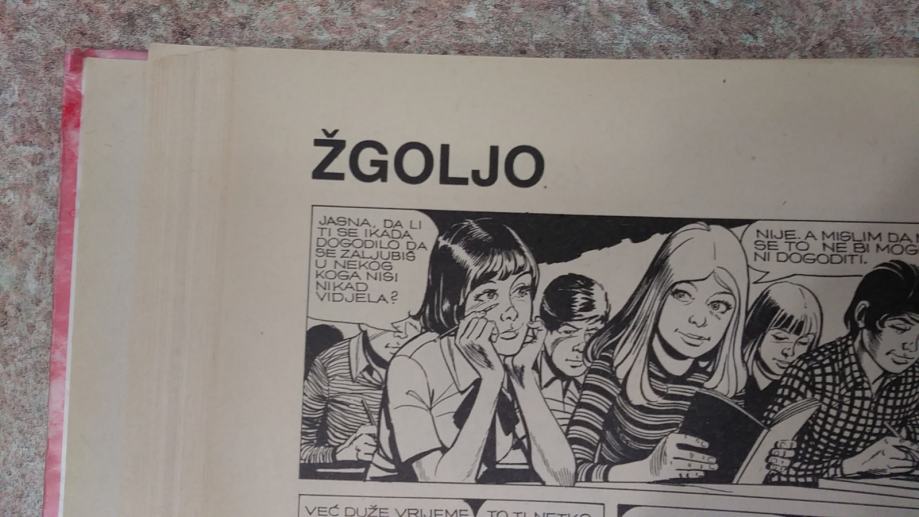 ŽGOLJO
JASNA, DA LI
TI SE IKADA
DOGODILO DA
SE ZALJUBIŠ
U NEKOG
KOGA NISI
NIKAD
VIDJELA?
NIJE. A MISLIM DA
SE TO NE BI MOG
NI DOGODITI.
VEĆ DUŽE VRIJEME
TO TI NETKO